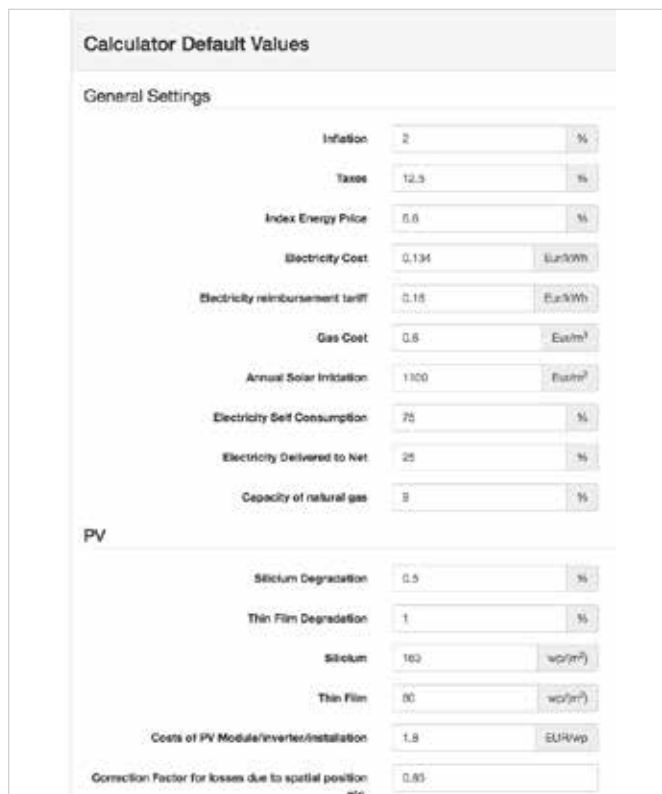 Calculator Default Values
General Settings
Inflation 2 %
Taxes 12.5 %
Index Energy Price %
Electricity Cost 0.134 Eur/kWh
Electricity reimbursement tariff Eur/kWh
Gas Cost 0.6 Eur/m³
Annual Solar Irridation 1100 Eur/m²
Electricity Self Consumption 75 %
Electricity Delivered to Net 25 %
Capacity of natural gas %
PV
Silicium Degradation 0.5 %
Thin Film Degradation 1 %
Silicium wp/(m²)
Thin Film wp/(m²)
Costs of PV Module/inverter/installation 1,8 EUR/wp
Correction Factor for losses due to spatial position 0.85